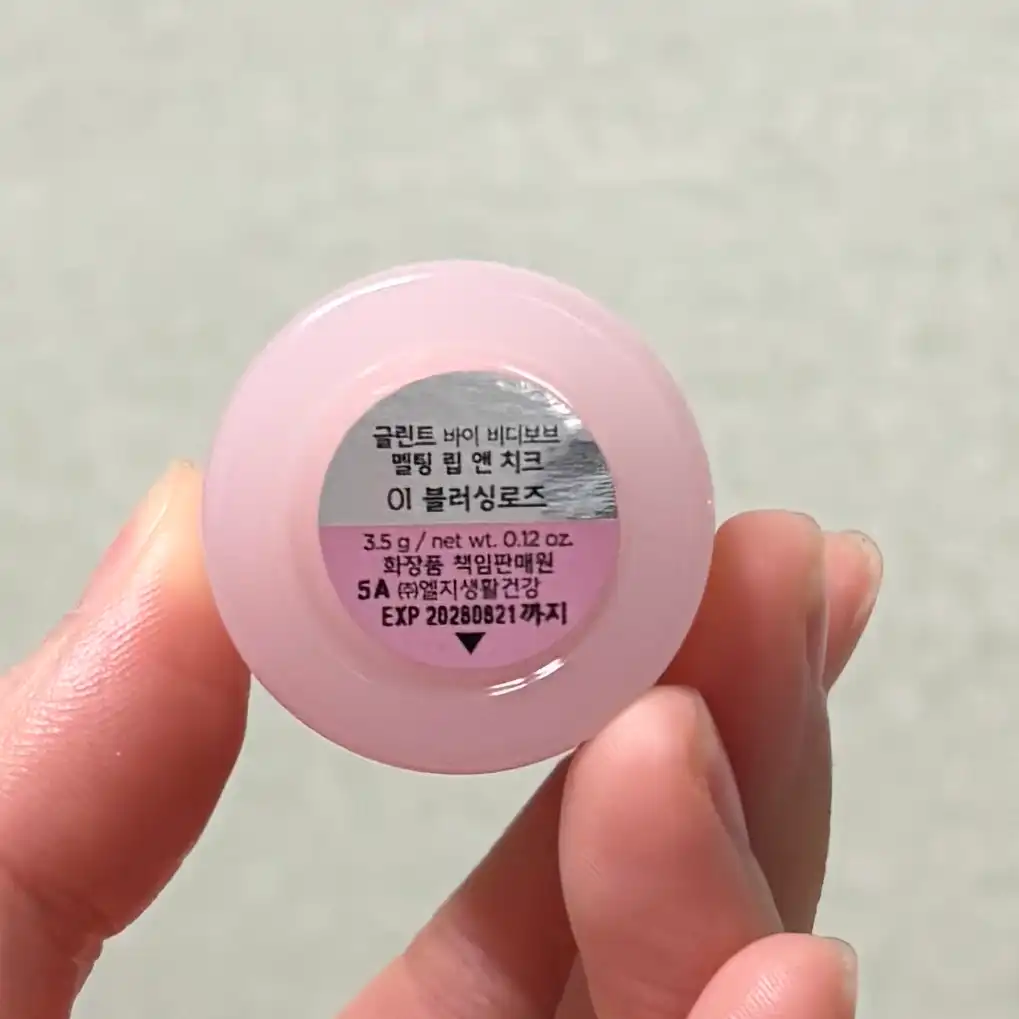 글린트 바이 비디보브
멜팅 립 앤 치크
01 블러싱로즈
3.5 g / net wt. 0.12 oz.
화장품 책임판매원
5A ㈜엘지생활건강
EXP 20280821까지